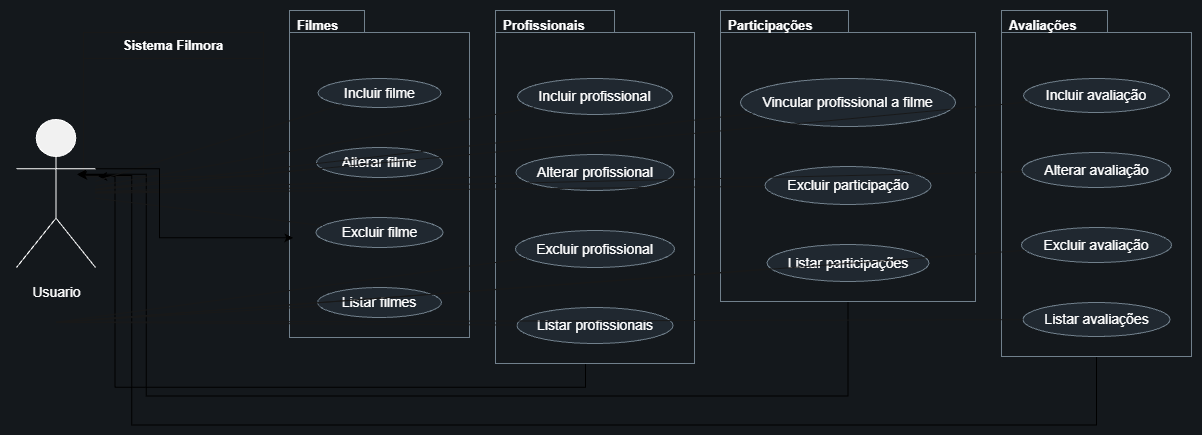 Sistema Filmora
Usuario
Filmes
Incluir filme
Alterar filme
Excluir filme
Listar filmes
Profissionais
Incluir profissional
Alterar profissional
Excluir profissional
Listar profissionais
Participações
Vincular profissional a filme
Excluir participação
Listar participações
Avaliações
Incluir avaliação
Alterar avaliação
Excluir avaliação
Listar avaliações